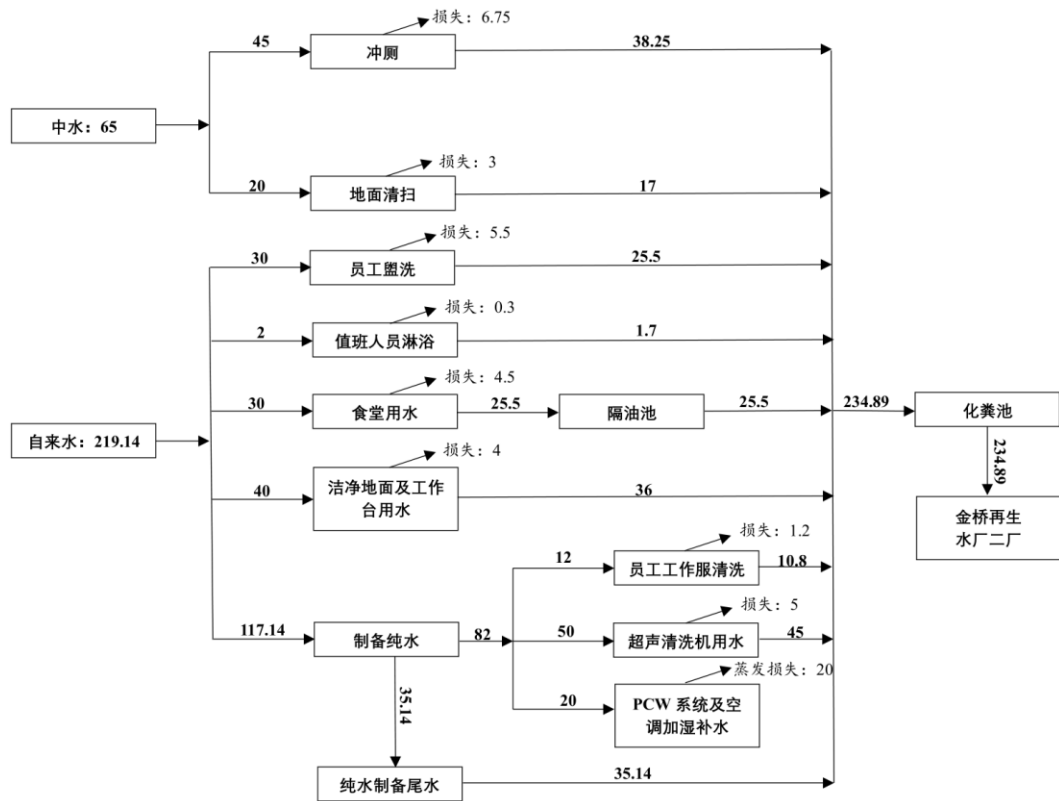 损失：6.75
45
冲厕
38.25
中水：65
损失：3
20
地面清扫
17
损失：5.5
30
员工盥洗
25.5
损失：0.3
2
值班人员淋浴
1.7
损失：4.5
30
食堂用水
25.5
隔油池
25.5
234.89
化粪池
自来水：219.14
损失：4
234.89
40
洁净地面及工作
台用水
36
金桥再生
水厂二厂
损失：1.2
12
员工工作服清洗
10.8
损失：5
117.14
制备纯水
82
50
超声清洗机用水
45
蒸发损失：20
35.14
20
PCW 系统及空
调加湿补水
纯水制备尾水
35.14